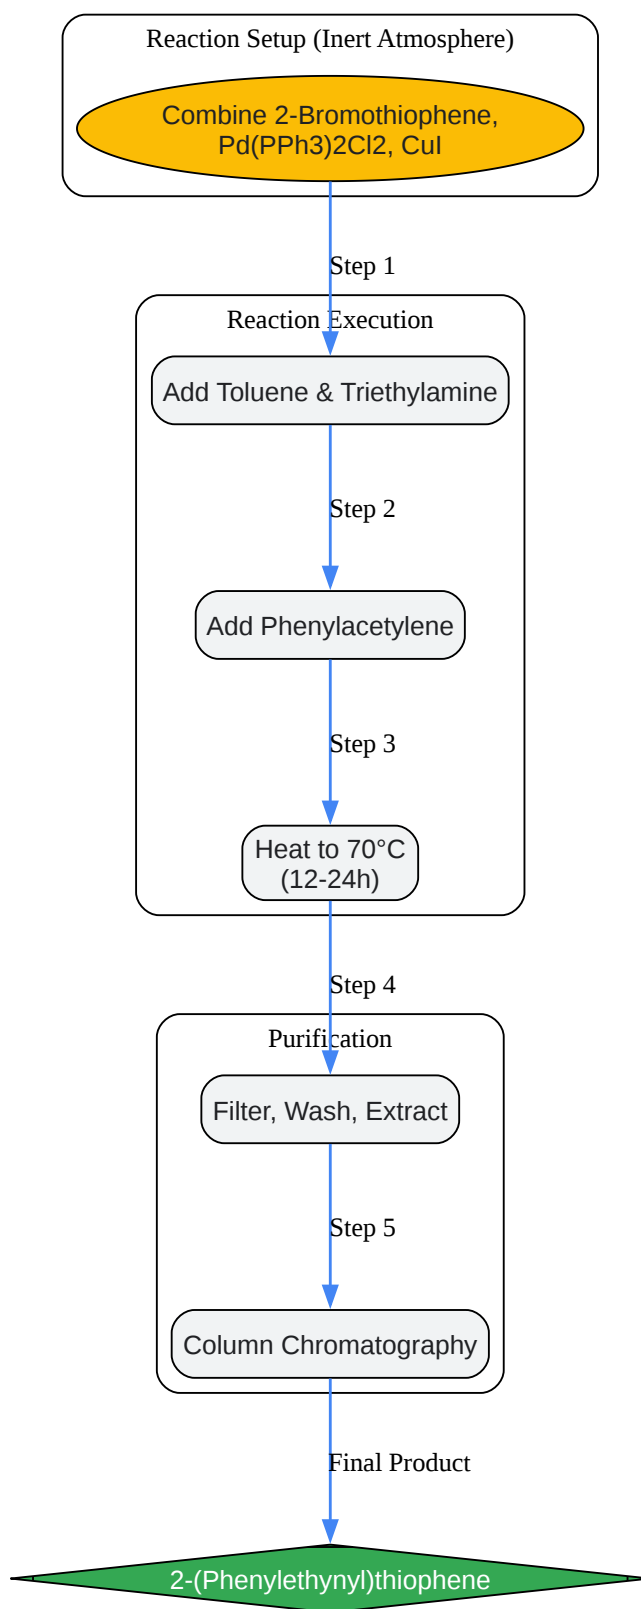 Reaction Setup (Inert Atmosphere)
Combine 2-Bromothiophene,
Pd(PPh3)2Cl2, CuI
Step 1
Reaction Execution
Add Toluene & Triethylamine
Step 2
Add Phenylacetylene
Step 3
Heat to 70°C
(12-24h)
Step 4
Purification
Filter, Wash, Extract
Step 5
Column Chromatography
Final Product
2-(Phenylethynyl)thiophene